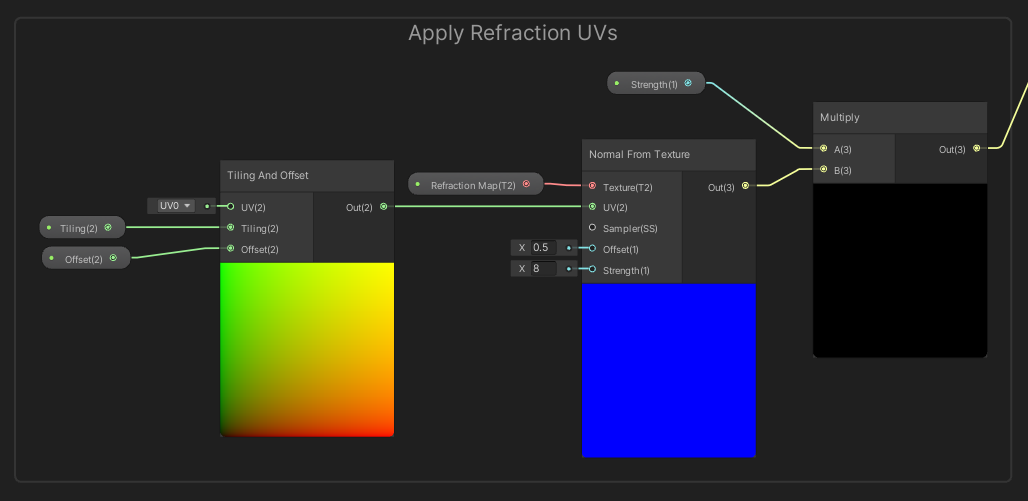 Apply Refraction UVs
Strength(1)
Multiply
A(3)
Out(3)
B(3)
Normal From Texture
Refraction Map(T2)
Texture(T2)
Out(3)
UV(2)
Sampler(SS)
X 0.5
Offset(1)
X 8
Strength(1)
Tiling And Offset
UV0
UV(2)
Out(2)
Tiling(2)
Tiling(2)
Offset(2)
Offset(2)